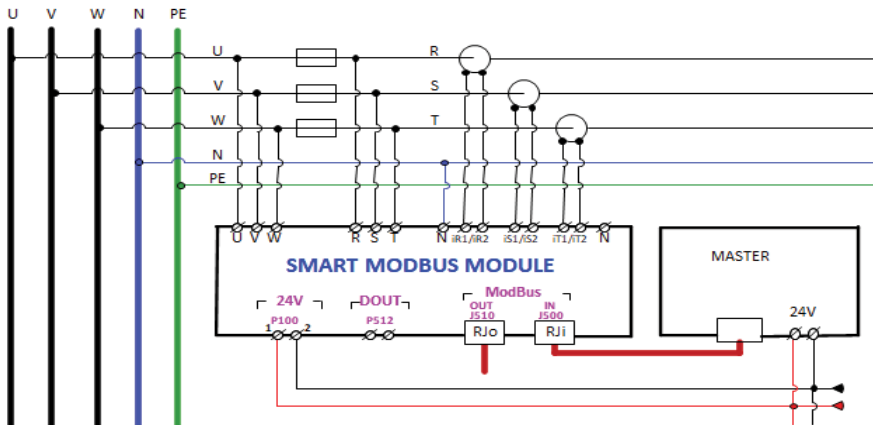 U V W N PE
U R
V S
W T
N
PE
U V W R S T N iR1/iR2 iS1/iS2 iT1/iT2 N
SMART MODBUS MODULE
MASTER
24V DOUT ModBus
OUT IN
P100 P512 J510 J500
24V
1 2
RJo RJi